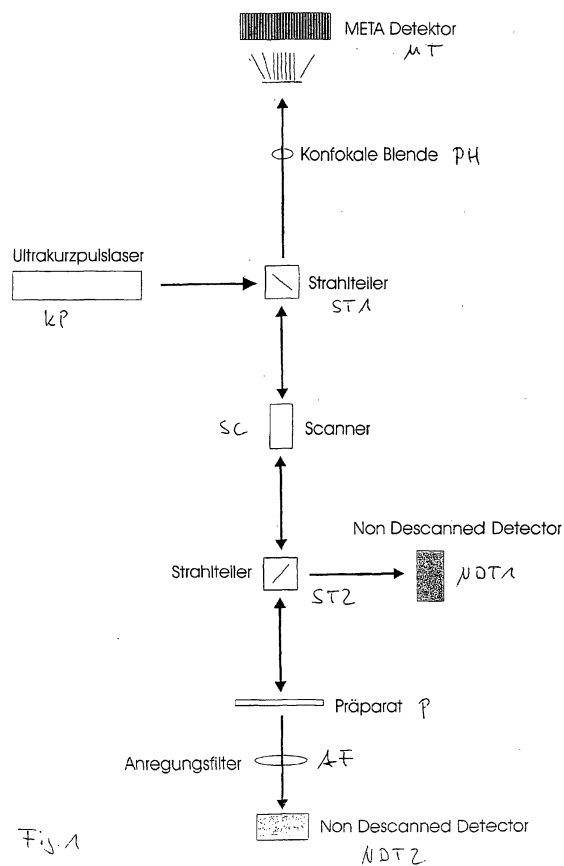 META Detektor
MT
Konfokale Blende PH
Ultrakurzpulslaser
KP
Strahlteiler
ST1
SC Scanner
Non Descanned Detector
NDT1
Strahlteiler
ST2
Präparat P
Anregungsfilter AF
Non Descanned Detector
NDT2
Fig. 1